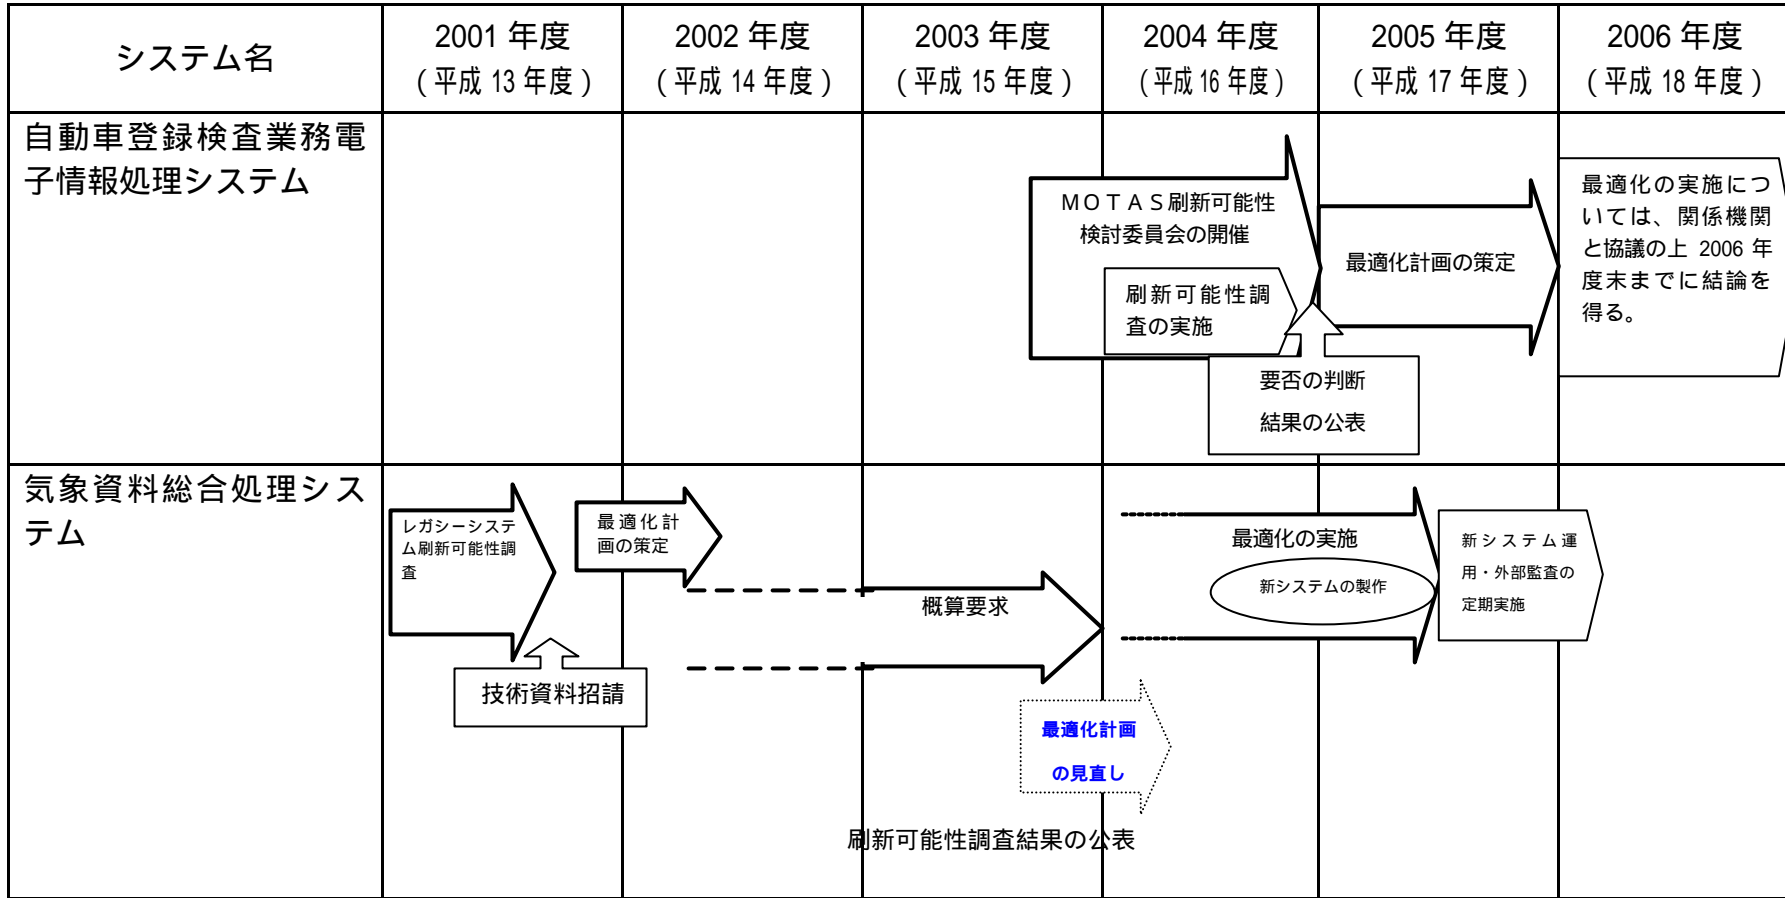 システム名
2001 年度
（平成 13 年度）
2002 年度
（平成 14 年度）
2003 年度
（平成 15 年度）
2004 年度
（平成 16 年度）
2005 年度
（平成 17 年度）
2006 年度
（平成 18 年度）
自動車登録検査業務電
子情報処理システム
ＭＯＴＡＳ刷新可能性
検討委員会の開催
刷新可能性調
査の実施
要否の判断
結果の公表
最適化計画の策定
最適化の実施につ
いては、関係機関
と協議の上 2006 年
度末までに結論を
得る。
気象資料総合処理シス
テム
レガシーシステ
ム刷新可能性調
査
技術資料招請
最適化計
画の策定
概算要求
最適化計画
の見直し
刷新可能性調査結果の公表
最適化の実施
新システムの製作
新システム運
用・外部監査の
定期実施